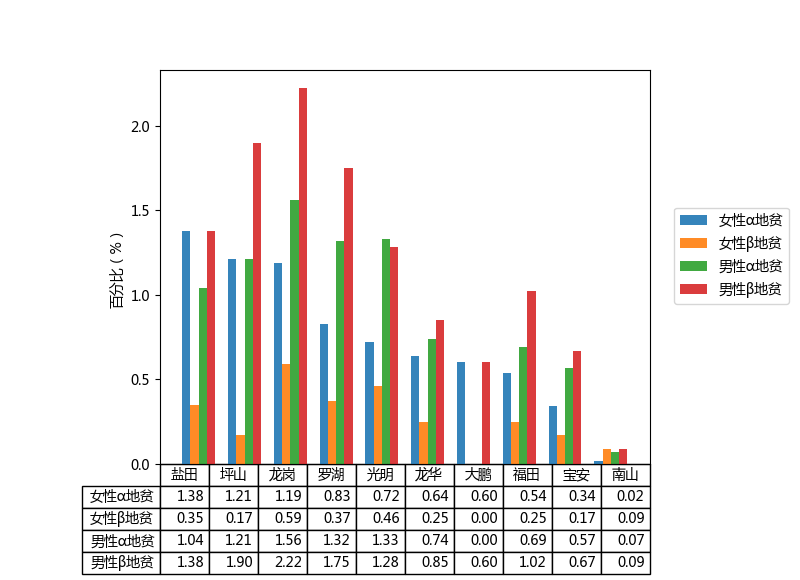 2.0
1.5
1.0
0.5
0.0
百分比（%）
女性α地贫
女性β地贫
男性α地贫
男性β地贫
盐田 坪山 龙岗 罗湖 光明 龙华 大鹏 福田 宝安 南山
女性α地贫 1.38 1.21 1.19 0.83 0.72 0.64 0.60 0.54 0.34 0.02
女性β地贫 0.35 0.17 0.59 0.37 0.46 0.25 0.00 0.25 0.17 0.09
男性α地贫 1.04 1.21 1.56 1.32 1.33 0.74 0.00 0.69 0.57 0.07
男性β地贫 1.38 1.90 2.22 1.75 1.28 0.85 0.60 1.02 0.67 0.09